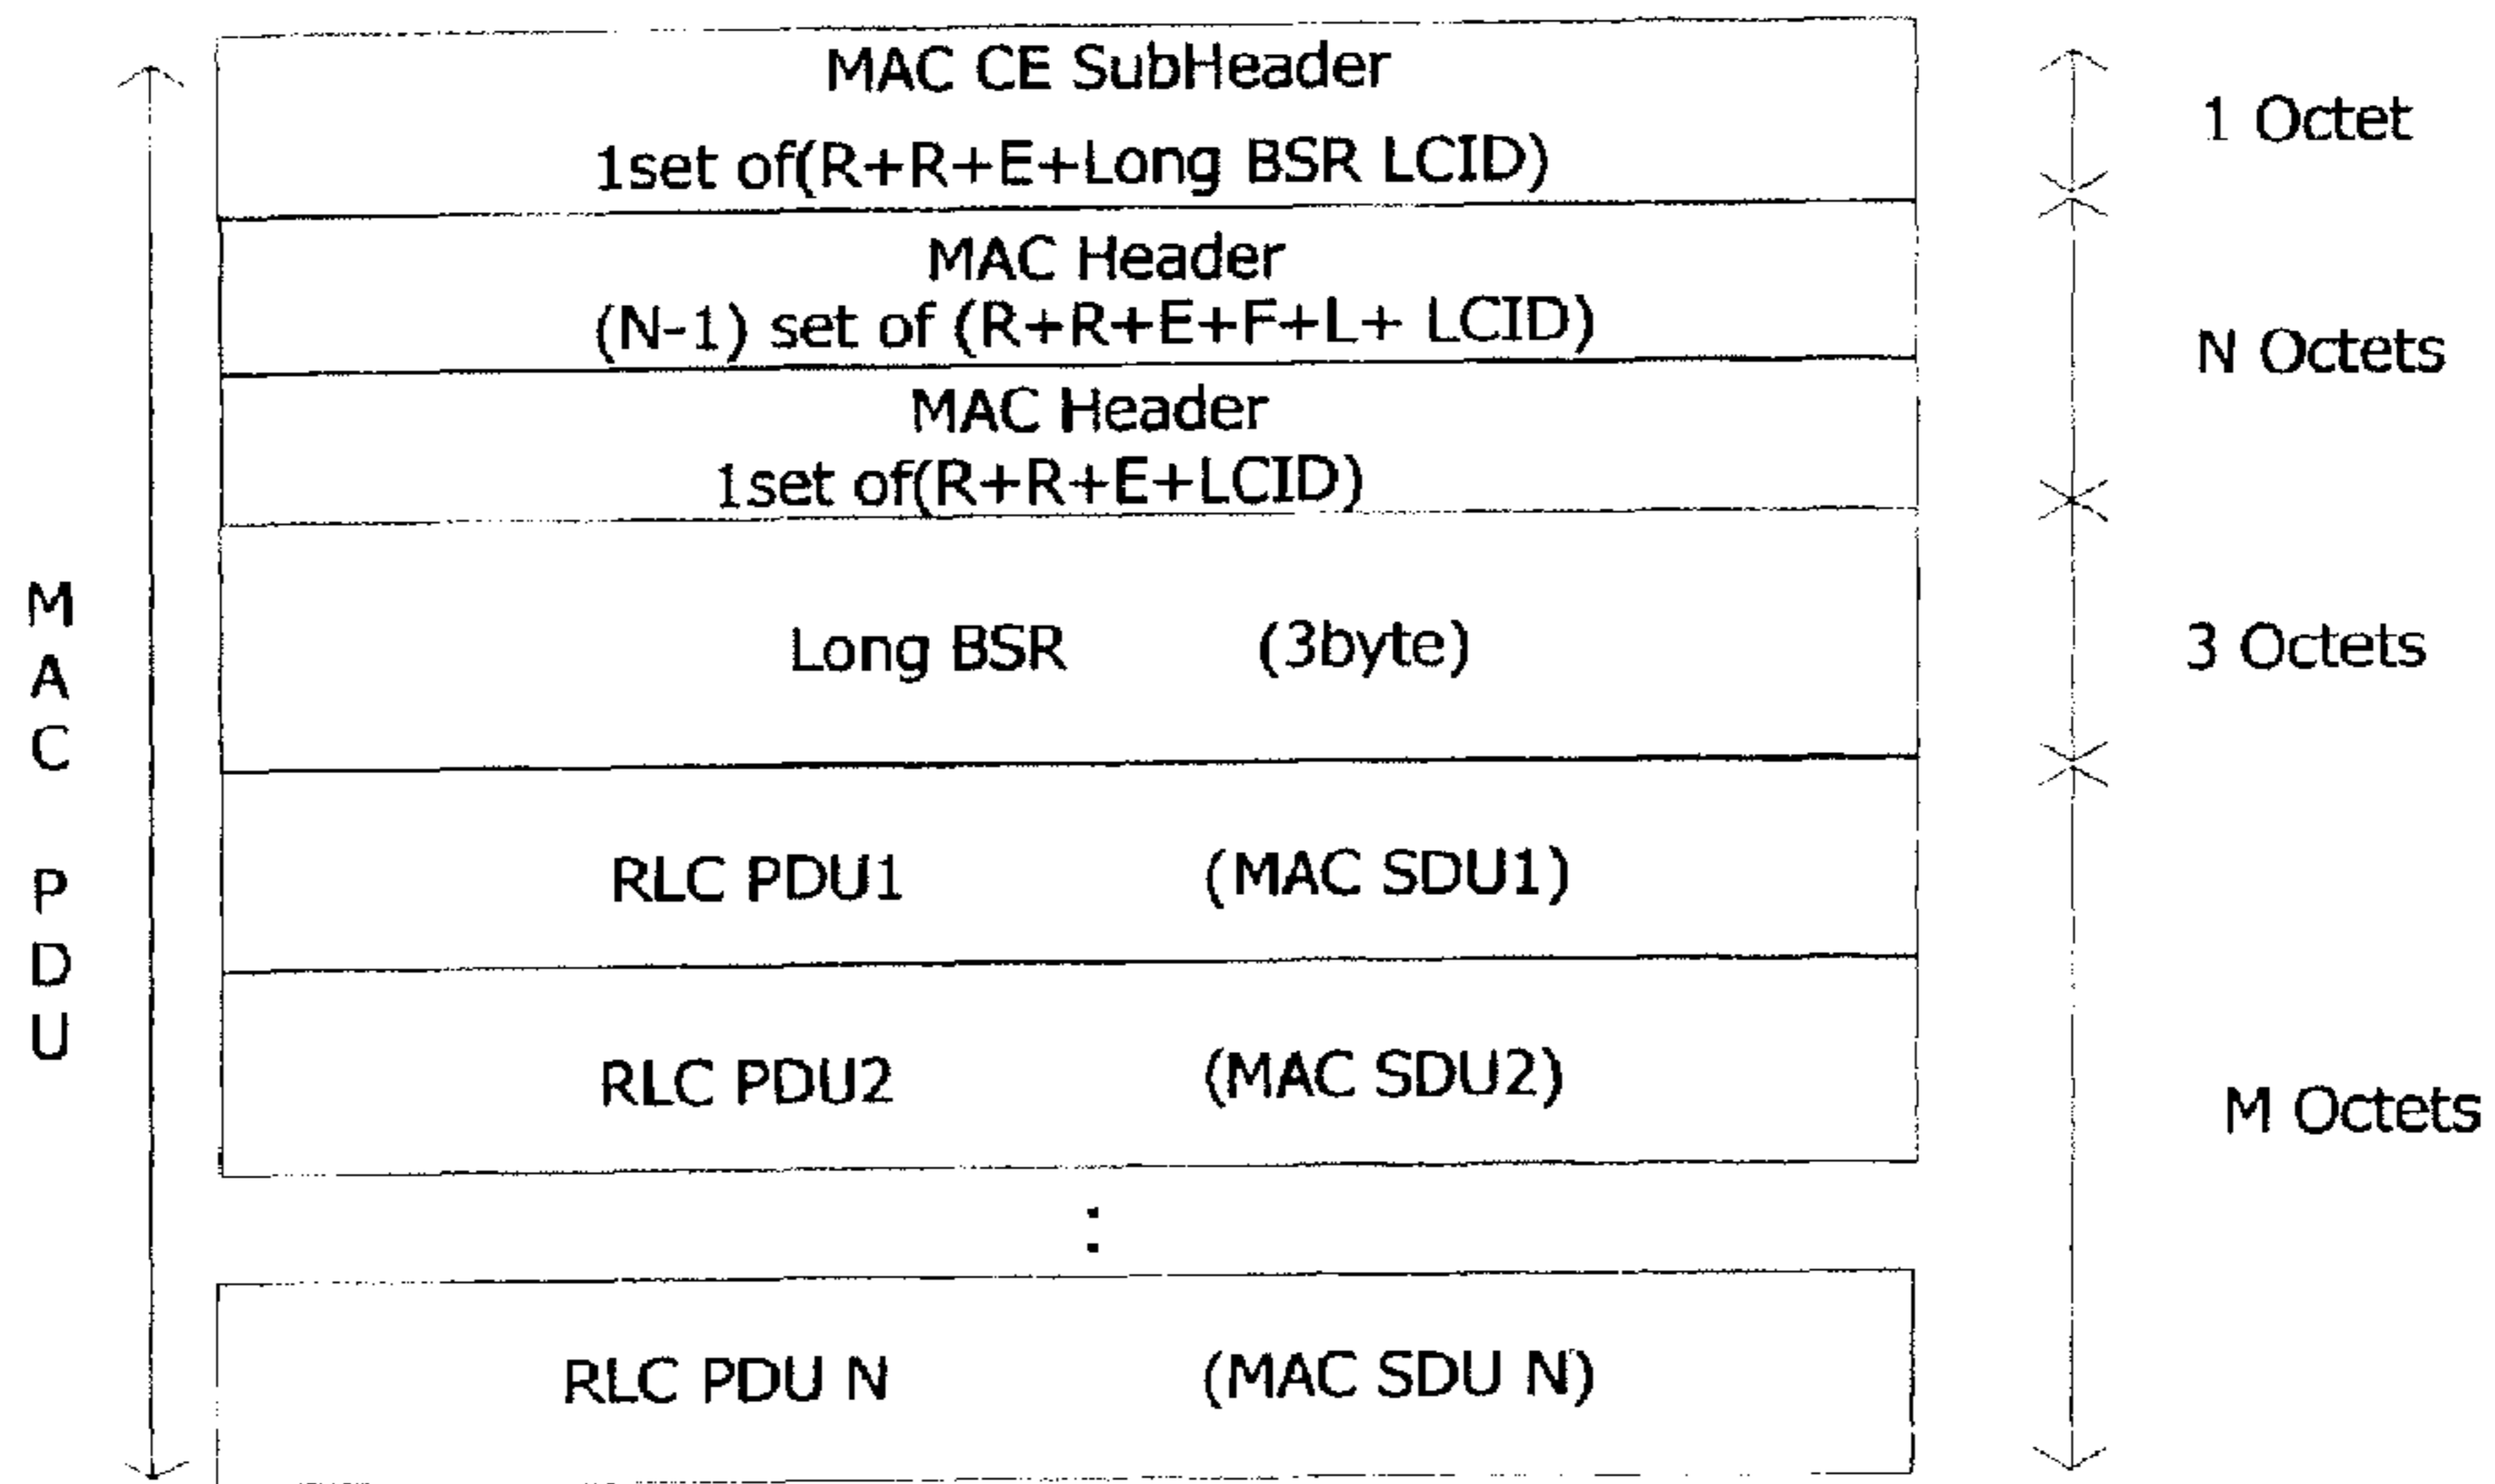 MAC CE SubHeader
1set of(R+R+E+Long BSR LCID)
1 Octet
MAC Header
(N-1) set of (R+R+E+F+L+ LCID)
MAC Header
1set of(R+R+E+LCID)
N Octets
Long BSR (3byte)
3 Octets
RLC PDU1 (MAC SDU1)
RLC PDU2 (MAC SDU2)
:
RLC PDU N (MAC SDU N)
M Octets
MAC PDU